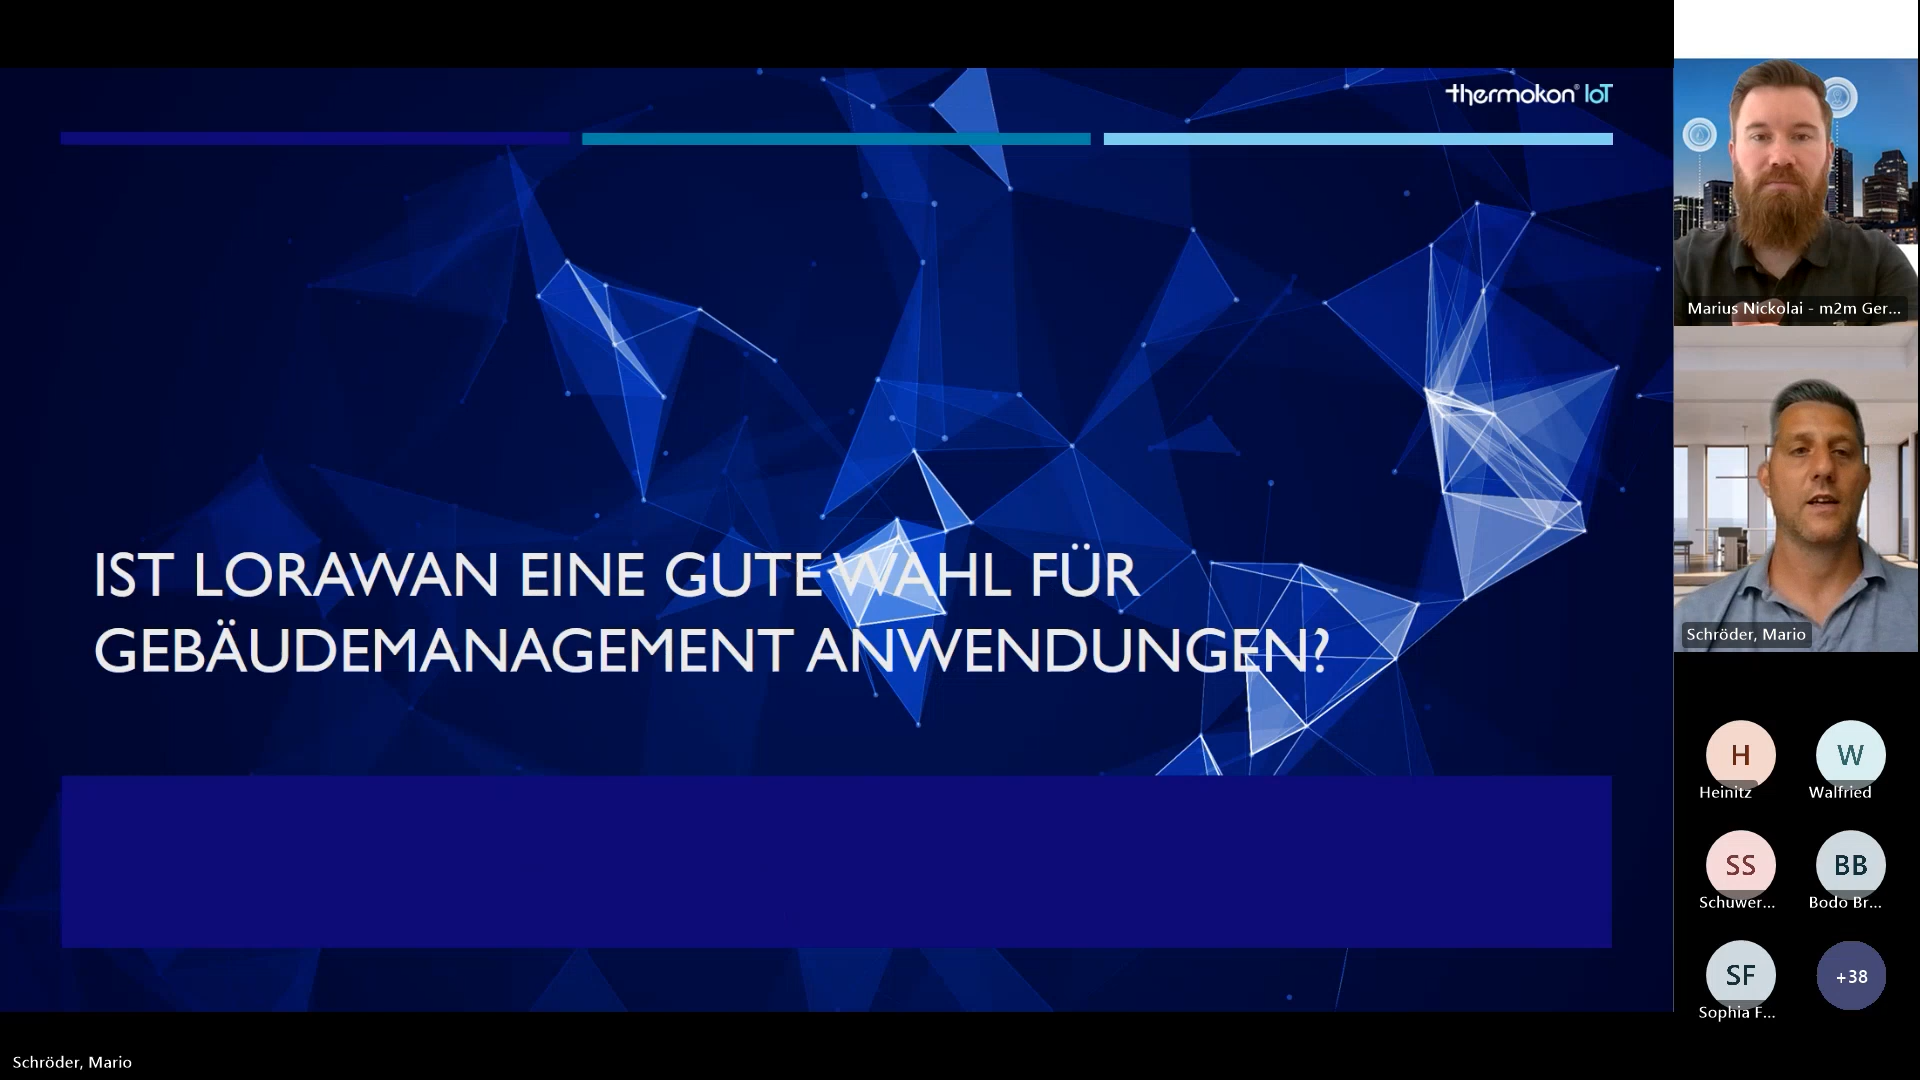 thermokon® IoT
IST LORAWAN EINE GUTE WAHL FÜR
GEBÄUDEMANAGEMENT ANWENDUNGEN?
Marius Nickolai - m2m Ger...
Schröder, Mario
H
Heinitz
W
Walfried
SS
Schuwer...
BB
Bodo Br...
SF
Sophia F...
+38
Schröder, Mario